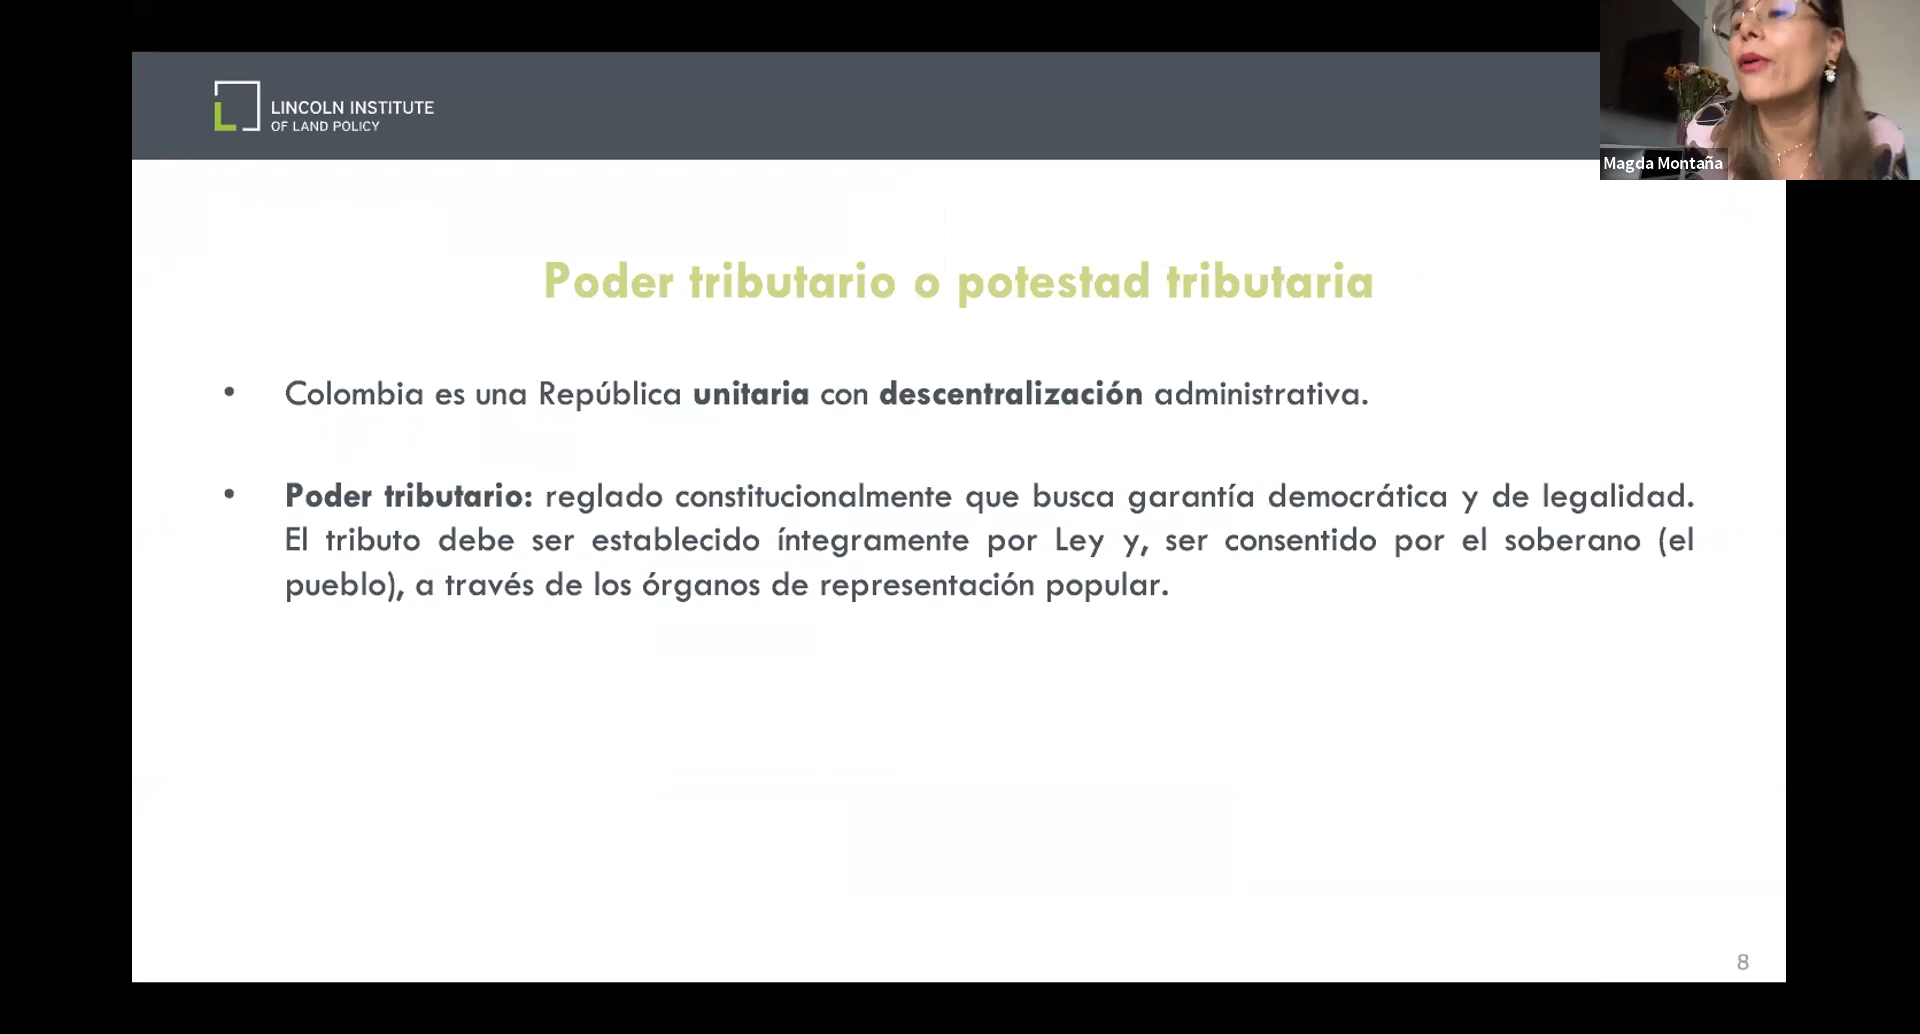 LINCOLN INSTITUTE
OF LAND POLICY
Magda Montaña
Poder tributario o potestad tributaria
• Colombia es una República unitaria con descentralización administrativa.
• Poder tributario: reglado constitucionalmente que busca garantía democrática y de legalidad.
El tributo debe ser establecido íntegramente por Ley y, ser consentido por el soberano (el
pueblo), a través de los órganos de representación popular.
8